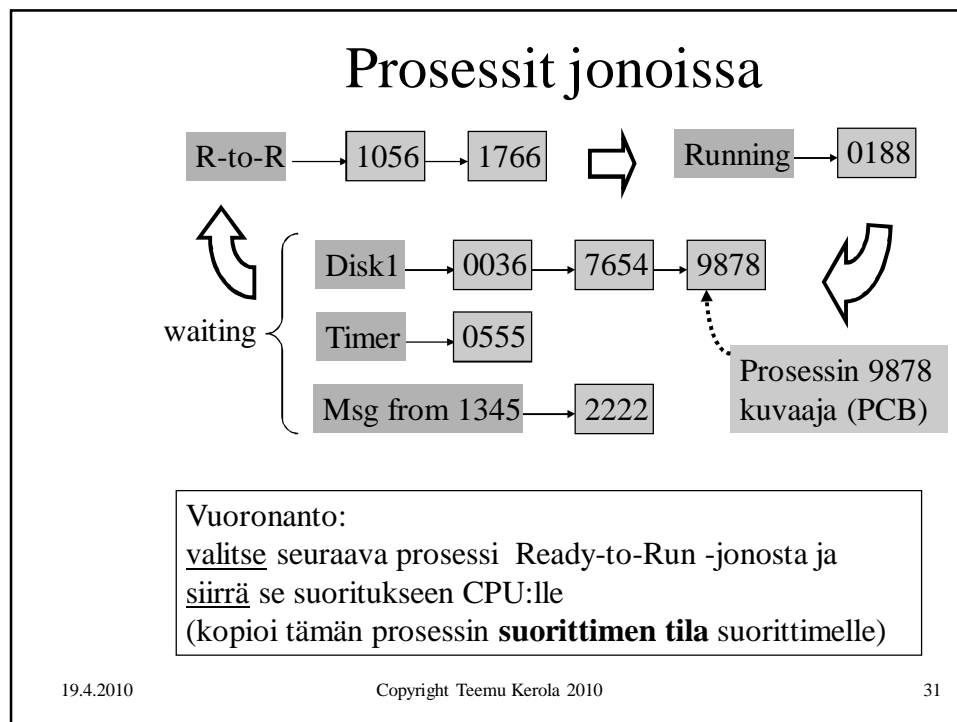 Prosessit jonoissa
R-to-R 1056 1766 Running 0188
Disk1 0036 7654 9878
waiting
Timer 0555
Msg from 1345 2222
Prosessin 9878
kuvaaja (PCB)
Vuoronanto:
valitse seuraava prosessi Ready-to-Run -jonosta ja
siirrä se suoritukseen CPU:lle
(kopioi tämän prosessin suorittimen tila suorittimelle)
19.4.2010 Copyright Teemu Kerola 2010 31